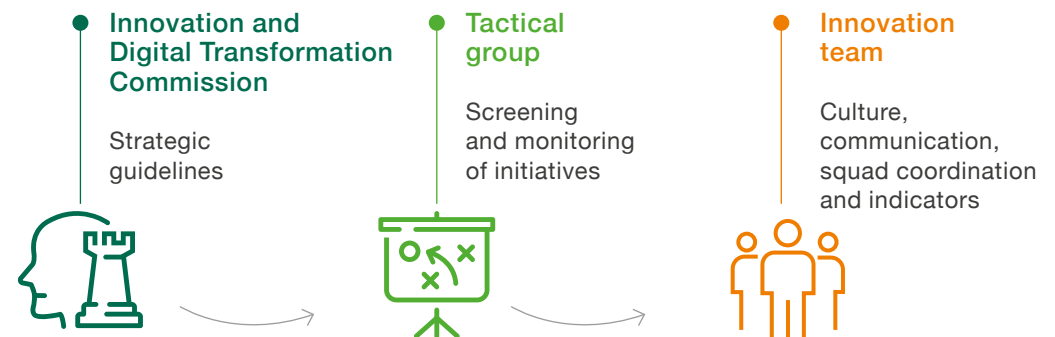 Innovation and
Digital Transformation
Commission
Strategic
guidelines
Tactical
group
Screening
and monitoring
of initiatives
Innovation
team
Culture,
communication,
squad coordination
and indicators